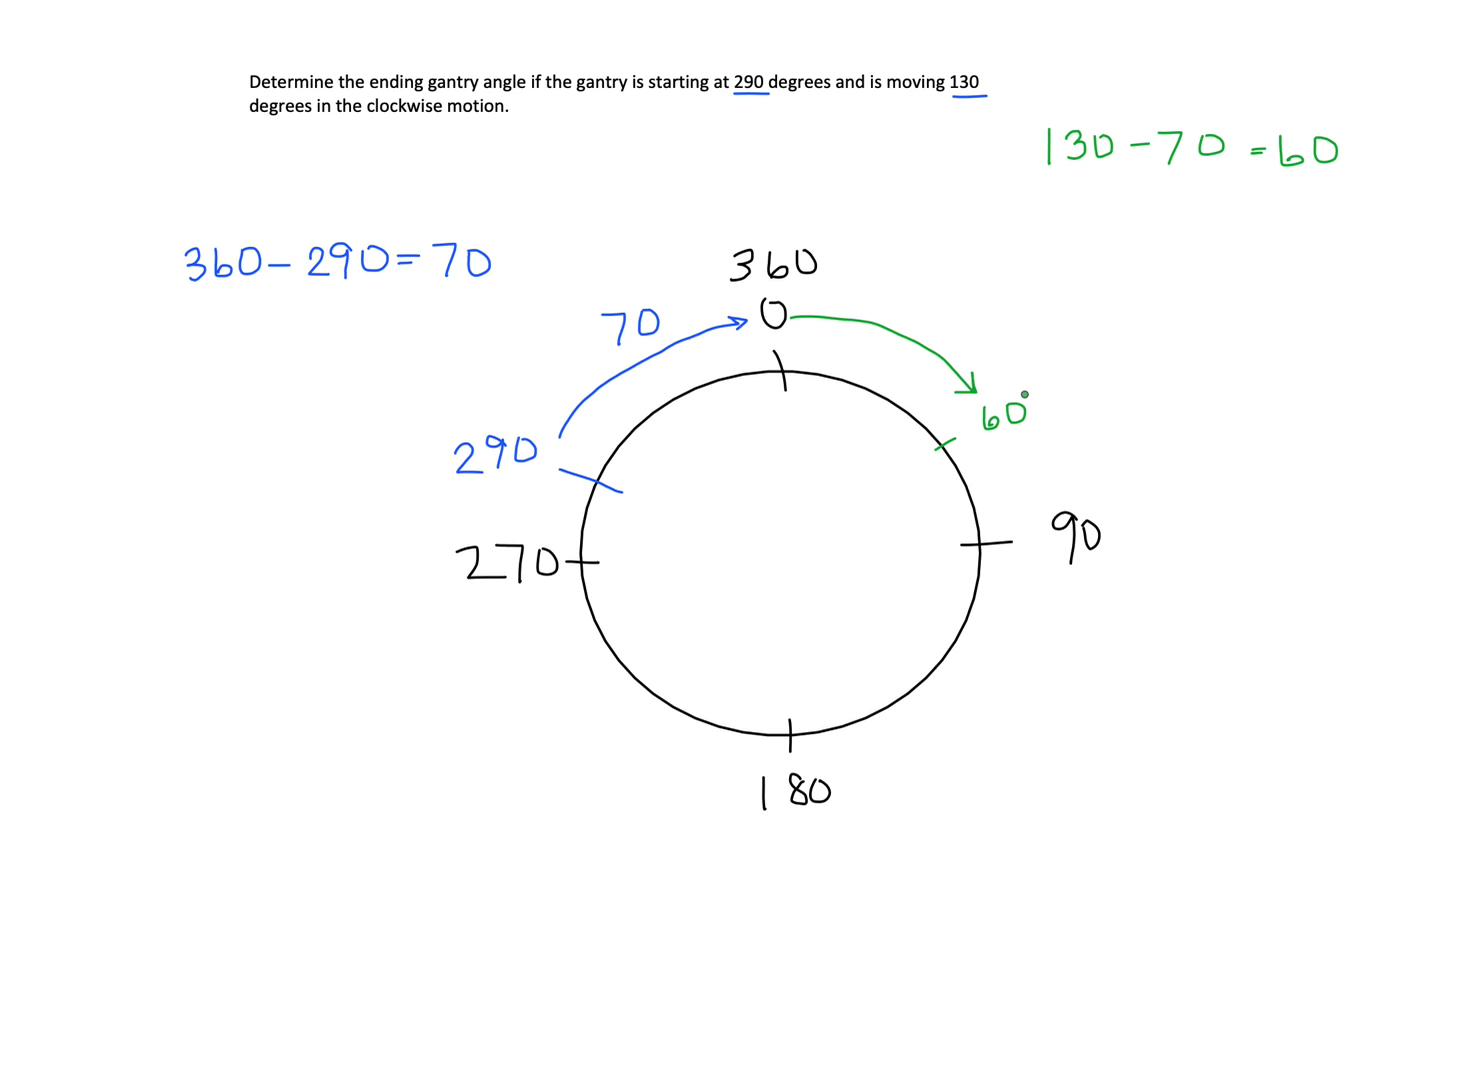 Determine the ending gantry angle if the gantry is starting at 290 degrees and is moving 130
degrees in the clockwise motion.
130 - 70 = 60
360 - 290 = 70
360
70
0
60°
290
90
270
180